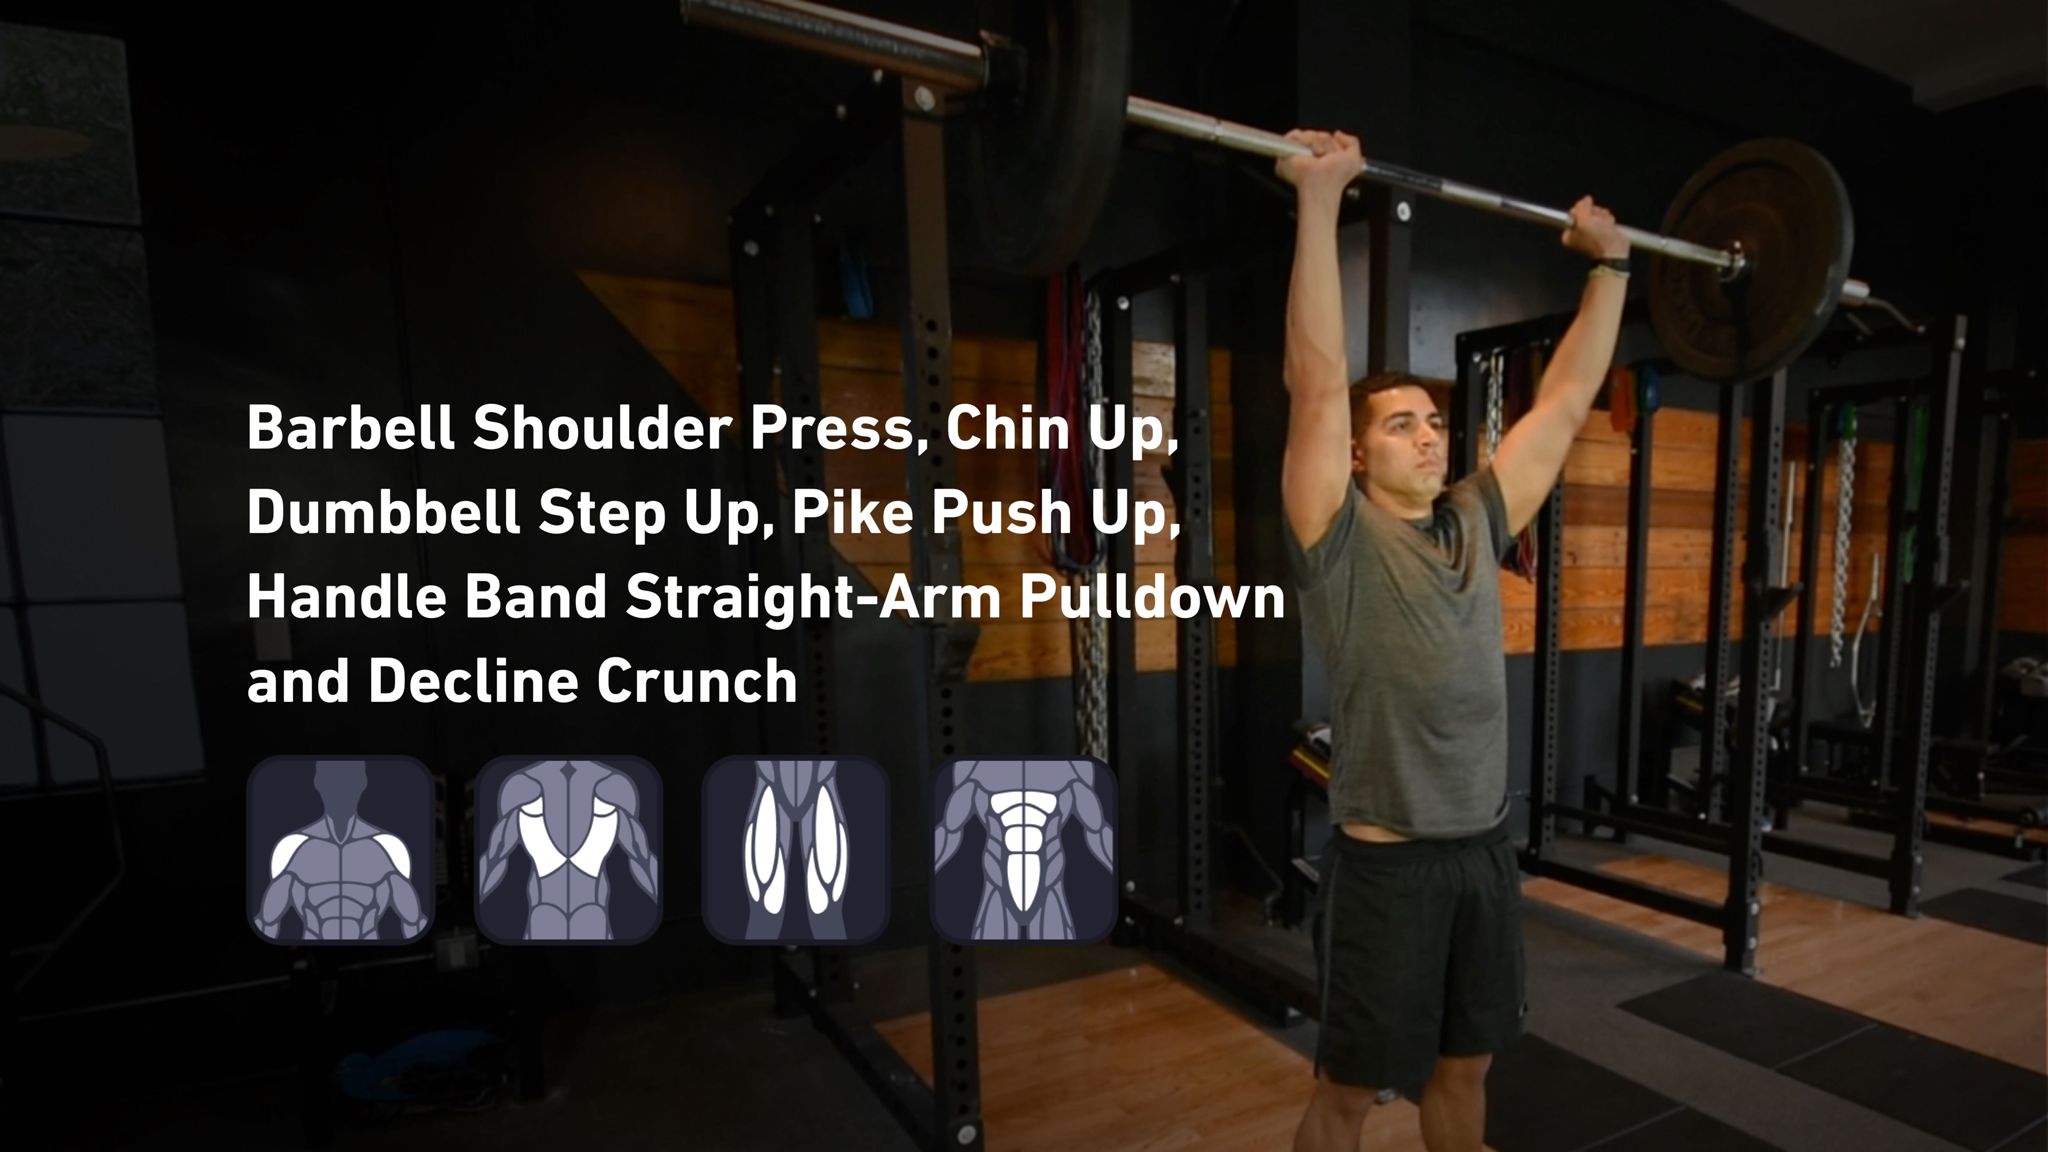 Barbell Shoulder Press, Chin Up,
Dumbbell Step Up, Pike Push Up,
Handle Band Straight-Arm Pulldown
and Decline Crunch